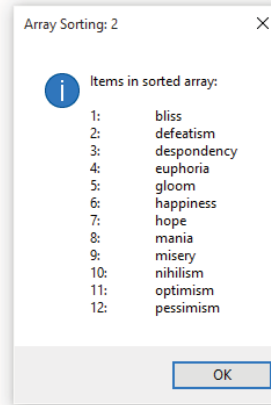 Array Sorting: 2
Items in sorted array:
1: bliss
2: defeatism
3: despondency
4: euphoria
5: gloom
6: happiness
7: hope
8: mania
9: misery
10: nihilism
11: optimism
12: pessimism
OK